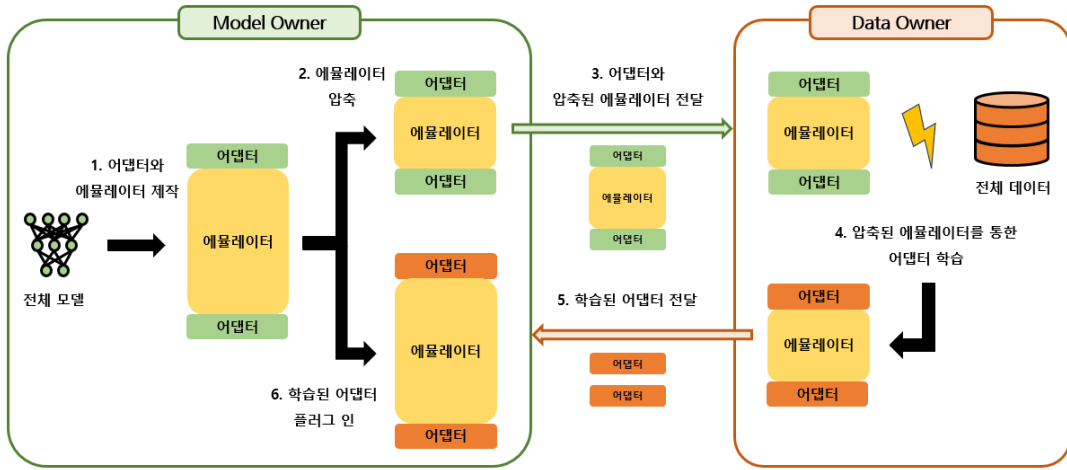 Model Owner
Data Owner
1. 어댑터와
에뮬레이터 제작
전체 모델
어댑터
에뮬레이터
어댑터
2. 에뮬레이터
압축
어댑터
에뮬레이터
어댑터
3. 어댑터와
압축된 에뮬레이터 전달
어댑터
에뮬레이터
어댑터
어댑터
에뮬레이터
어댑터
전체 데이터
4. 압축된 에뮬레이터를 통한
어댑터 학습
어댑터
에뮬레이터
어댑터
5. 학습된 어댑터 전달
어댑터
어댑터
6. 학습된 어댑터
플러그 인
어댑터
에뮬레이터
어댑터